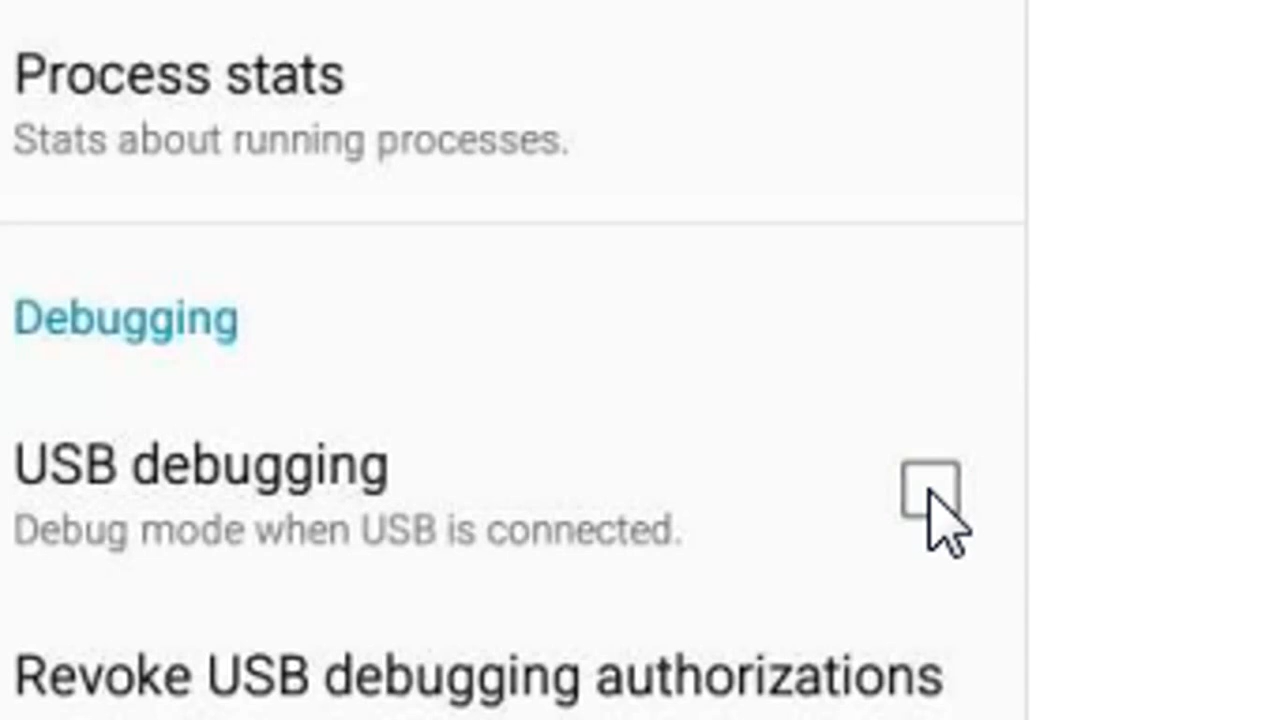 Process stats
Stats about running processes.
Debugging
USB debugging
Debug mode when USB is connected.
Revoke USB debugging authorizations